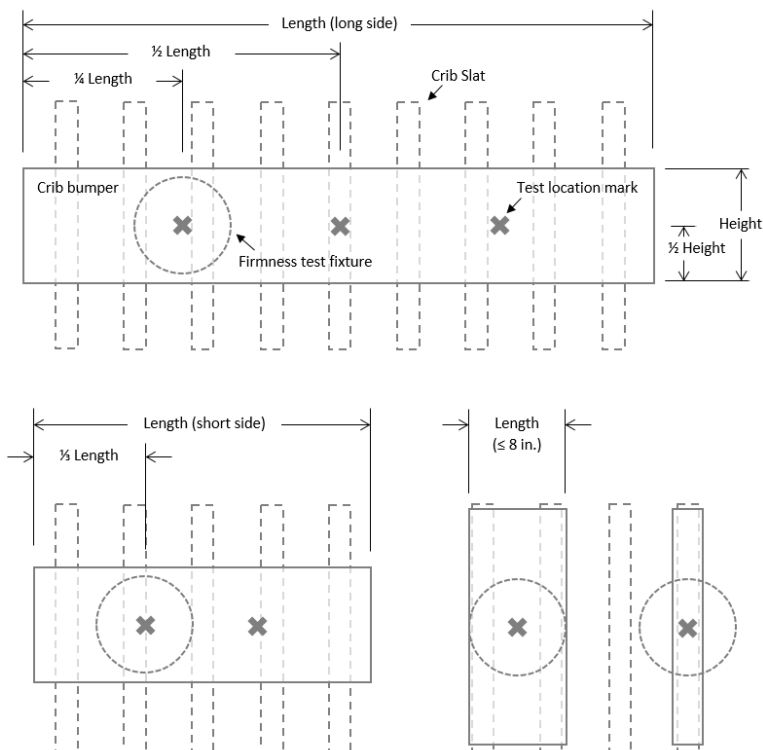 Length (long side)
½ Length
¼ Length
Crib Slat
Crib bumper
Test location mark
Firmness test fixture
Height
½ Height
Length (short side)
⅓ Length
Length
(≤ 8 in.)